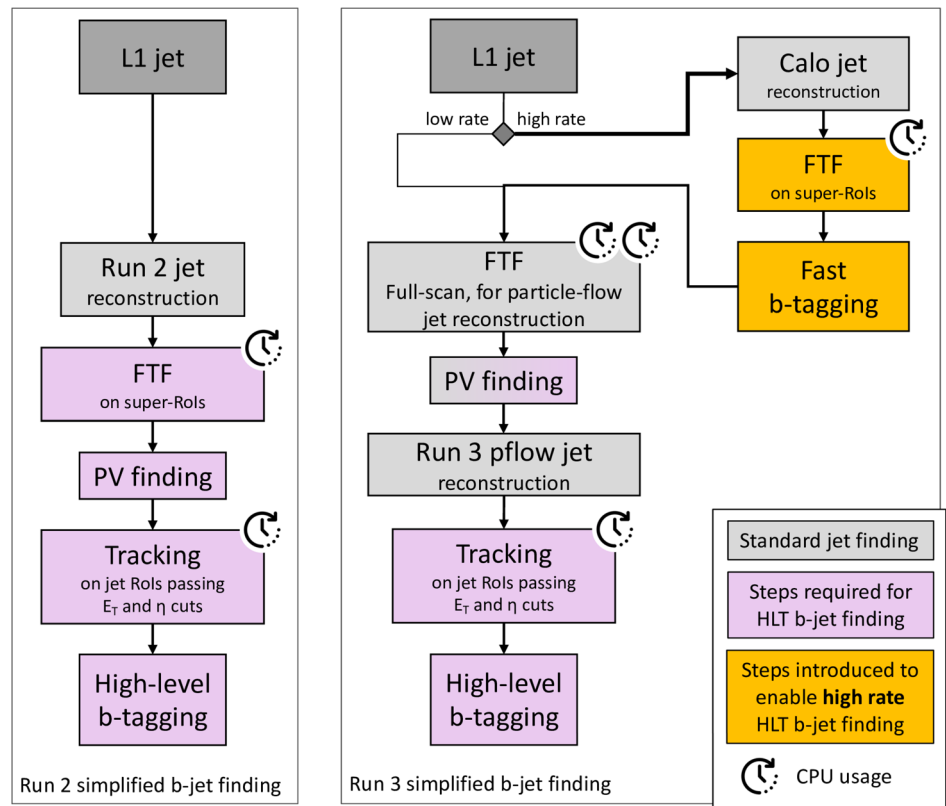 L1 jet
Run 2 jet
reconstruction
FTF
on super-RoIs
PV finding
Tracking
on jet RoIs passing
E_T and η cuts
High-level
b-tagging
Run 2 simplified b-jet finding
L1 jet
low rate
high rate
Calo jet
reconstruction
FTF
on super-RoIs
Fast
b-tagging
FTF
Full-scan, for particle-flow
jet reconstruction
PV finding
Run 3 pflow jet
reconstruction
Tracking
on jet RoIs passing
E_T and η cuts
High-level
b-tagging
Run 3 simplified b-jet finding
Standard jet finding
Steps required for
HLT b-jet finding
Steps introduced to
enable high rate
HLT b-jet finding
CPU usage